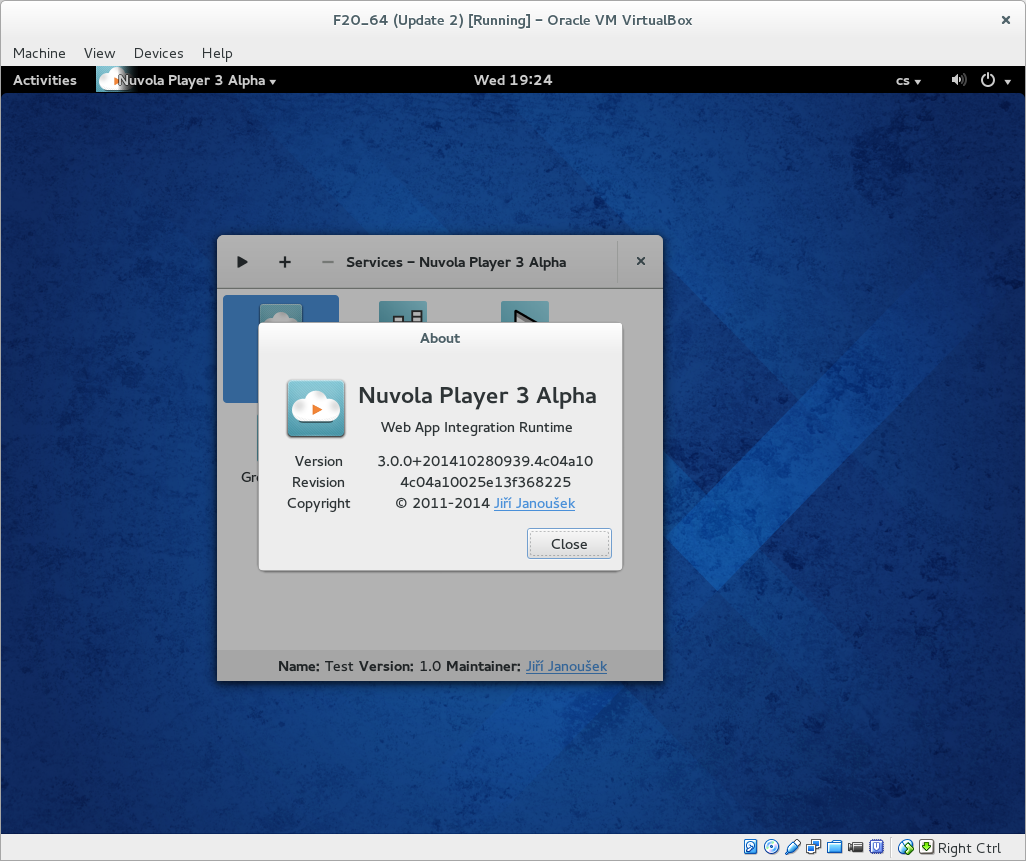 F20_64 (Update 2) [Running] – Oracle VM VirtualBox
Machine View Devices Help
Activities Nuvola Player 3 Alpha Wed 19:24 cs
Services – Nuvola Player 3 Alpha
About
Nuvola Player 3 Alpha
Web App Integration Runtime
Version 3.0.0+201410280939.4c04a10
Revision 4c04a10025e13f368225
Copyright © 2011-2014 Jiří Janoušek
Close
Name: Test Version: 1.0 Maintainer: Jiří Janoušek
Right Ctrl